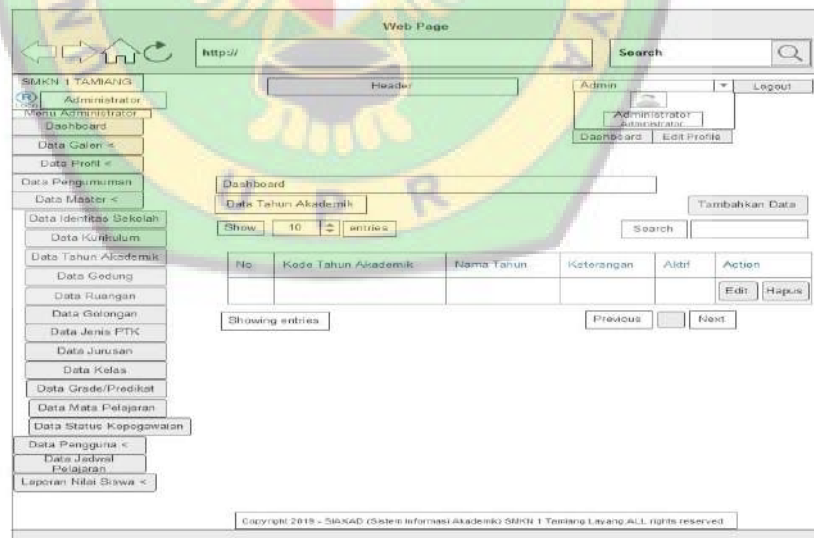 Web Page
http://
Search
SMKN 1 TAMIANG
Header
Admin
Logout
Administrator
Menu Administrator
Administrator
Administrator
Dashboard
Edit Profile
Dashboard
Data Galeri <
Data Profil <
Data Pengumuman
Data Master <
Data Identitas Sekolah
Data Kurikulum
Data Tahun Akademik
Data Gedung
Data Ruangan
Data Golongan
Data Jenis PTK
Data Jurusan
Data Kelas
Data Grade/Predikat
Data Mata Pelajaran
Data Status Kepegawaian
Data Pengguna <
Data Jadwal
Pelajaran
Laporan Nilai Siswa <
Dashboard
Data Tahun Akademik
Tambahkan Data
Show 10 entries
Search
No Kode Tahun Akademik Nama Tahun Keterangan Aktif Action
Edit Hapus
Showing entries
Previous Next
Copyright 2019 - SIAKAD (Sistem Informasi Akademik) SMKN 1 Tamiang Layang.ALL rights reserved